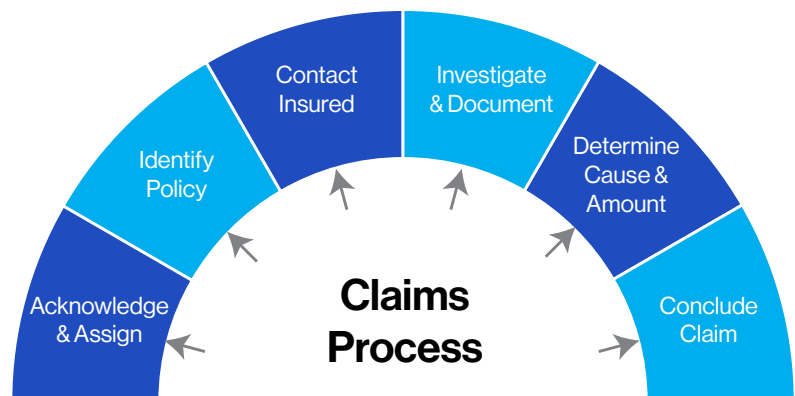 Acknowledge
& Assign
Identify
Policy
Contact
Insured
Investigate
& Document
Determine
Cause &
Amount
Conclude
Claim
Claims
Process